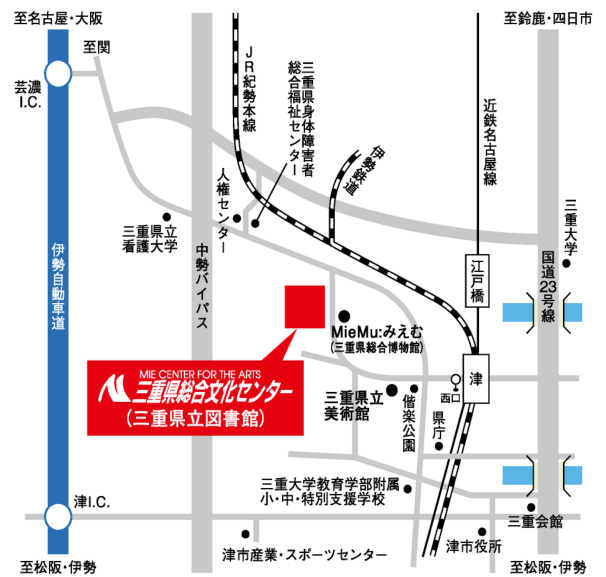 至名古屋・大阪
至鈴鹿・四日市
至関
芸濃
I.C.
JR紀勢本線
三重県身体障害者
総合福祉センター
伊勢鉄道
近鉄名古屋線
人権センター
三重県立
看護大学
三重大学
伊勢自動車道
中勢バイパス
江戸橋
国道23号線
MieMu:みえむ
(三重県総合博物館)
MIE CENTER FOR THE ARTS
三重県総合文化センター
(三重県立図書館)
津
西口
三重県立
美術館
偕楽公園
県庁
三重大学教育学部附属
小・中・特別支援学校
津I.C.
三重会館
津市産業・スポーツセンター
津市役所
至松阪・伊勢
至松阪・伊勢